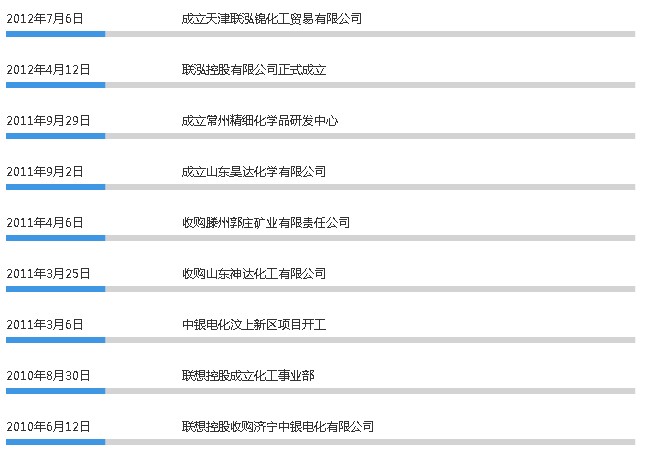 2012年7月6日 成立天津联泓锦化工贸易有限公司
2012年4月12日 联泓控股有限公司正式成立
2011年9月29日 成立常州精细化学品研发中心
2011年9月2日 成立山东昊达化学有限公司
2011年4月6日 收购滕州郭庄矿业有限责任公司
2011年3月25日 收购山东神达化工有限公司
2011年3月6日 中银电化汶上新区项目开工
2010年8月30日 联想控股成立化工事业部
2010年6月12日 联想控股收购济宁中银电化有限公司